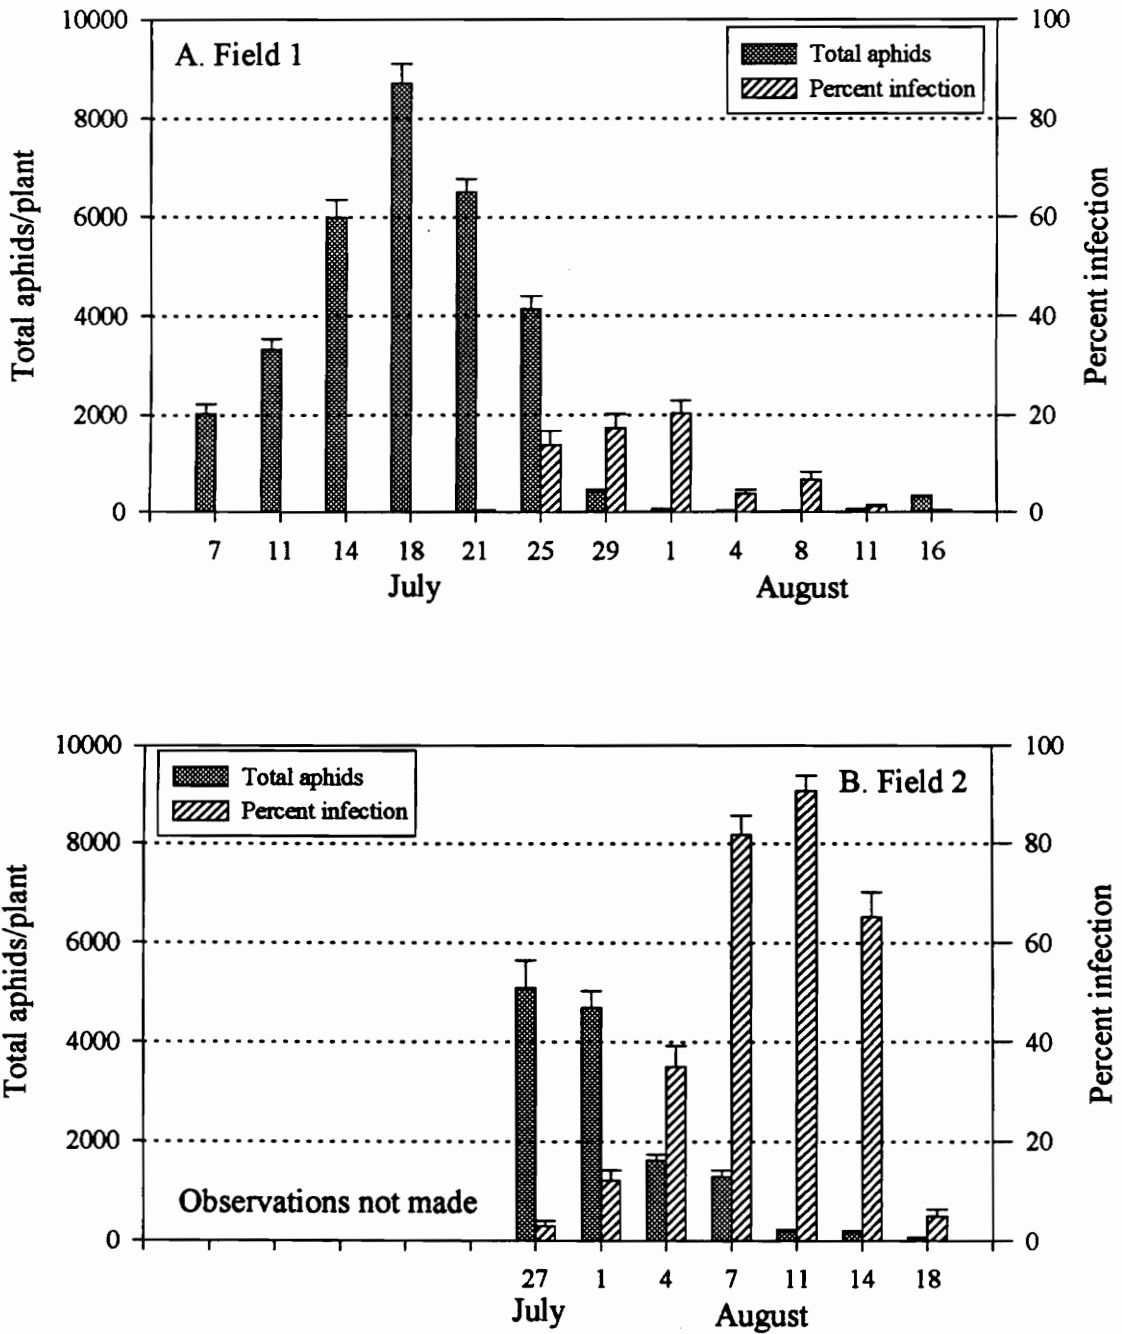 A. Field 1
Total aphids
Percent infection
Total aphids/plant
10000
8000
6000
4000
2000
0
100
80
60
40
20
0
Percent infection
7 11 14 18 21 25 29 1 4 8 11 16
July August
B. Field 2
Total aphids
Percent infection
Total aphids/plant
10000
8000
6000
4000
2000
0
100
80
60
40
20
0
Percent infection
Observations not made
27 1 4 7 11 14 18
July August